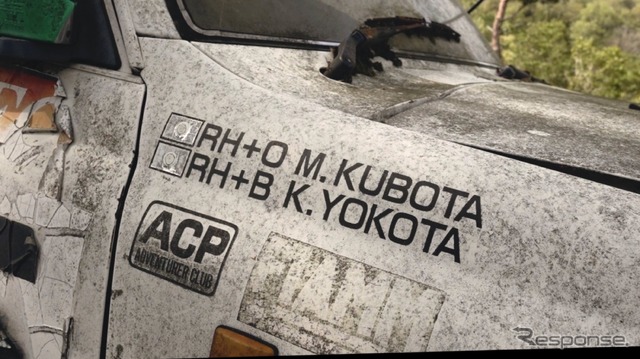 RH+O M. KUBOTA
RH+B K. YOKOTA
ACP
ADVENTURER CLUB
Response.